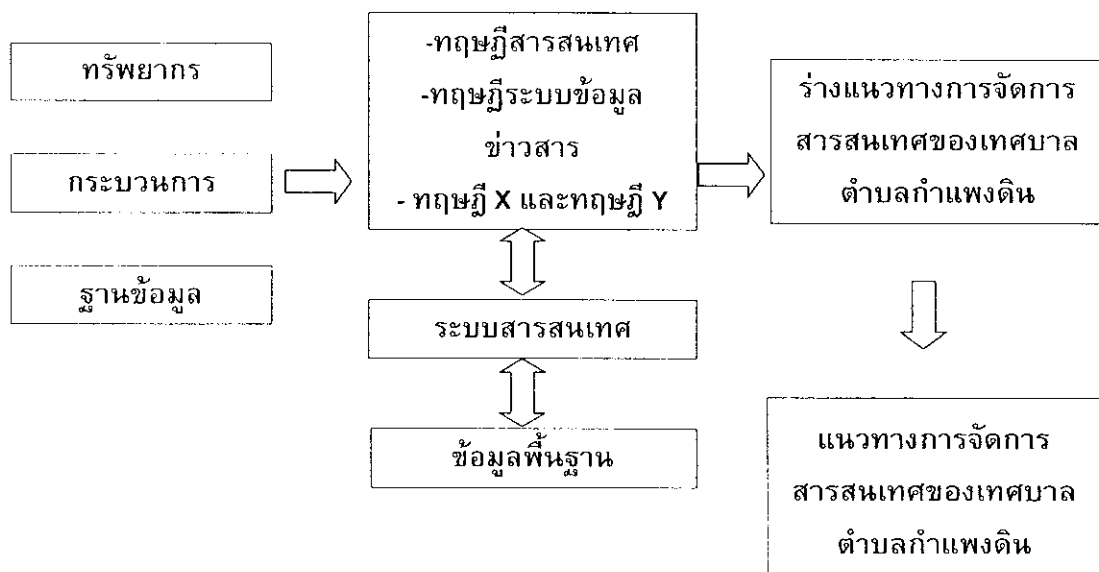 ทรัพยากร
กระบวนการ
ฐานข้อมูล
-ทฤษฎีสารสนเทศ
-ทฤษฎีระบบข้อมูล
ข่าวสาร
- ทฤษฎี X และทฤษฎี Y
ระบบสารสนเทศ
ข้อมูลพื้นฐาน
ร่างแนวทางการจัดการ
สารสนเทศของเทศบาล
ตำบลกำแพงดิน
แนวทางการจัดการ
สารสนเทศของเทศบาล
ตำบลกำแพงดิน